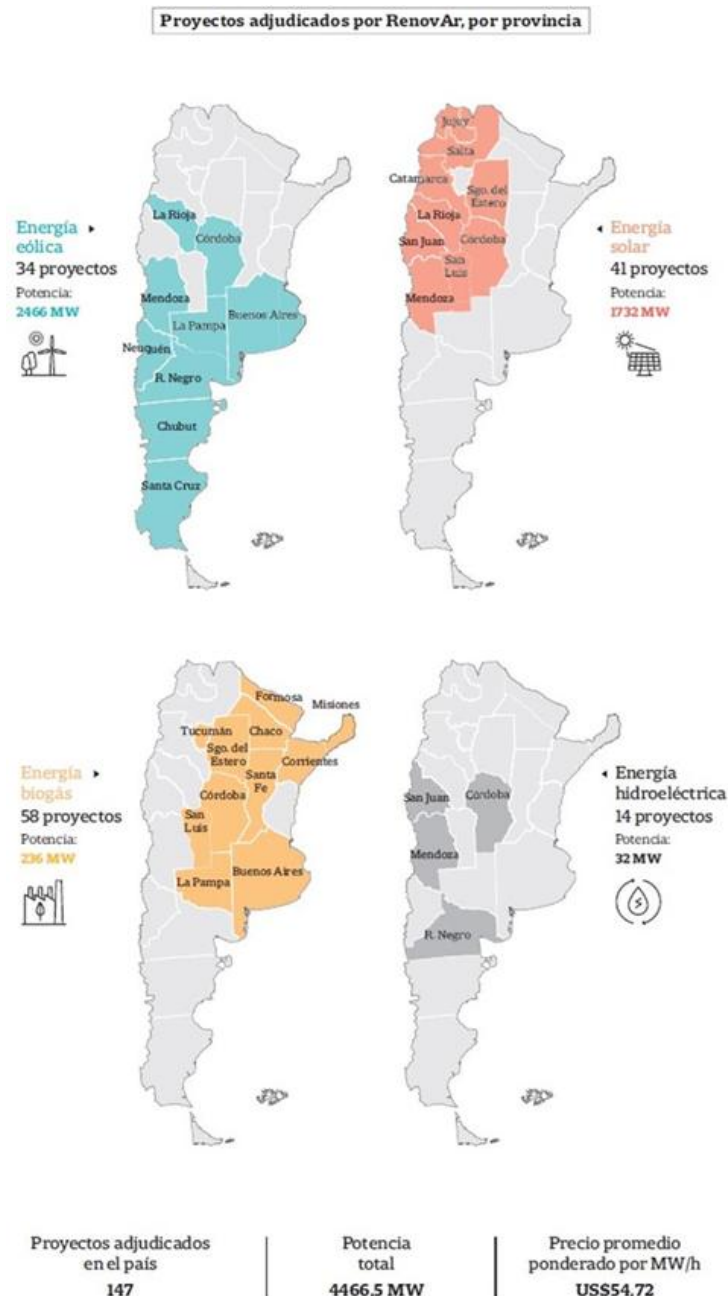 Proyectos adjudicados por RenovAr, por provincia
La Rioja
Córdoba
Mendoza
La Pampa
Buenos Aires
Neuquén
R. Negro
Chubut
Santa Cruz
Energía
eólica
34 proyectos
Potencia:
2466 MW
Jujuy
Salta
Catamarca
Sgo. del
Estero
La Rioja
San Juan
Córdoba
San
Luis
Mendoza
Energía
solar
41 proyectos
Potencia:
1732 MW
Formosa
Misiones
Tucumán
Chaco
Sgo. del
Estero
Corrientes
Santa
Fe
Córdoba
San
Luis
La Pampa
Buenos Aires
Energía
biogás
58 proyectos
Potencia:
236 MW
San Juan
Córdoba
Mendoza
R. Negro
Energía
hidroeléctrica
14 proyectos
Potencia:
32 MW
Proyectos adjudicados
en el país
147
Potencia
total
4466.5 MW
Precio promedio
ponderado por MW/h
US$54.72